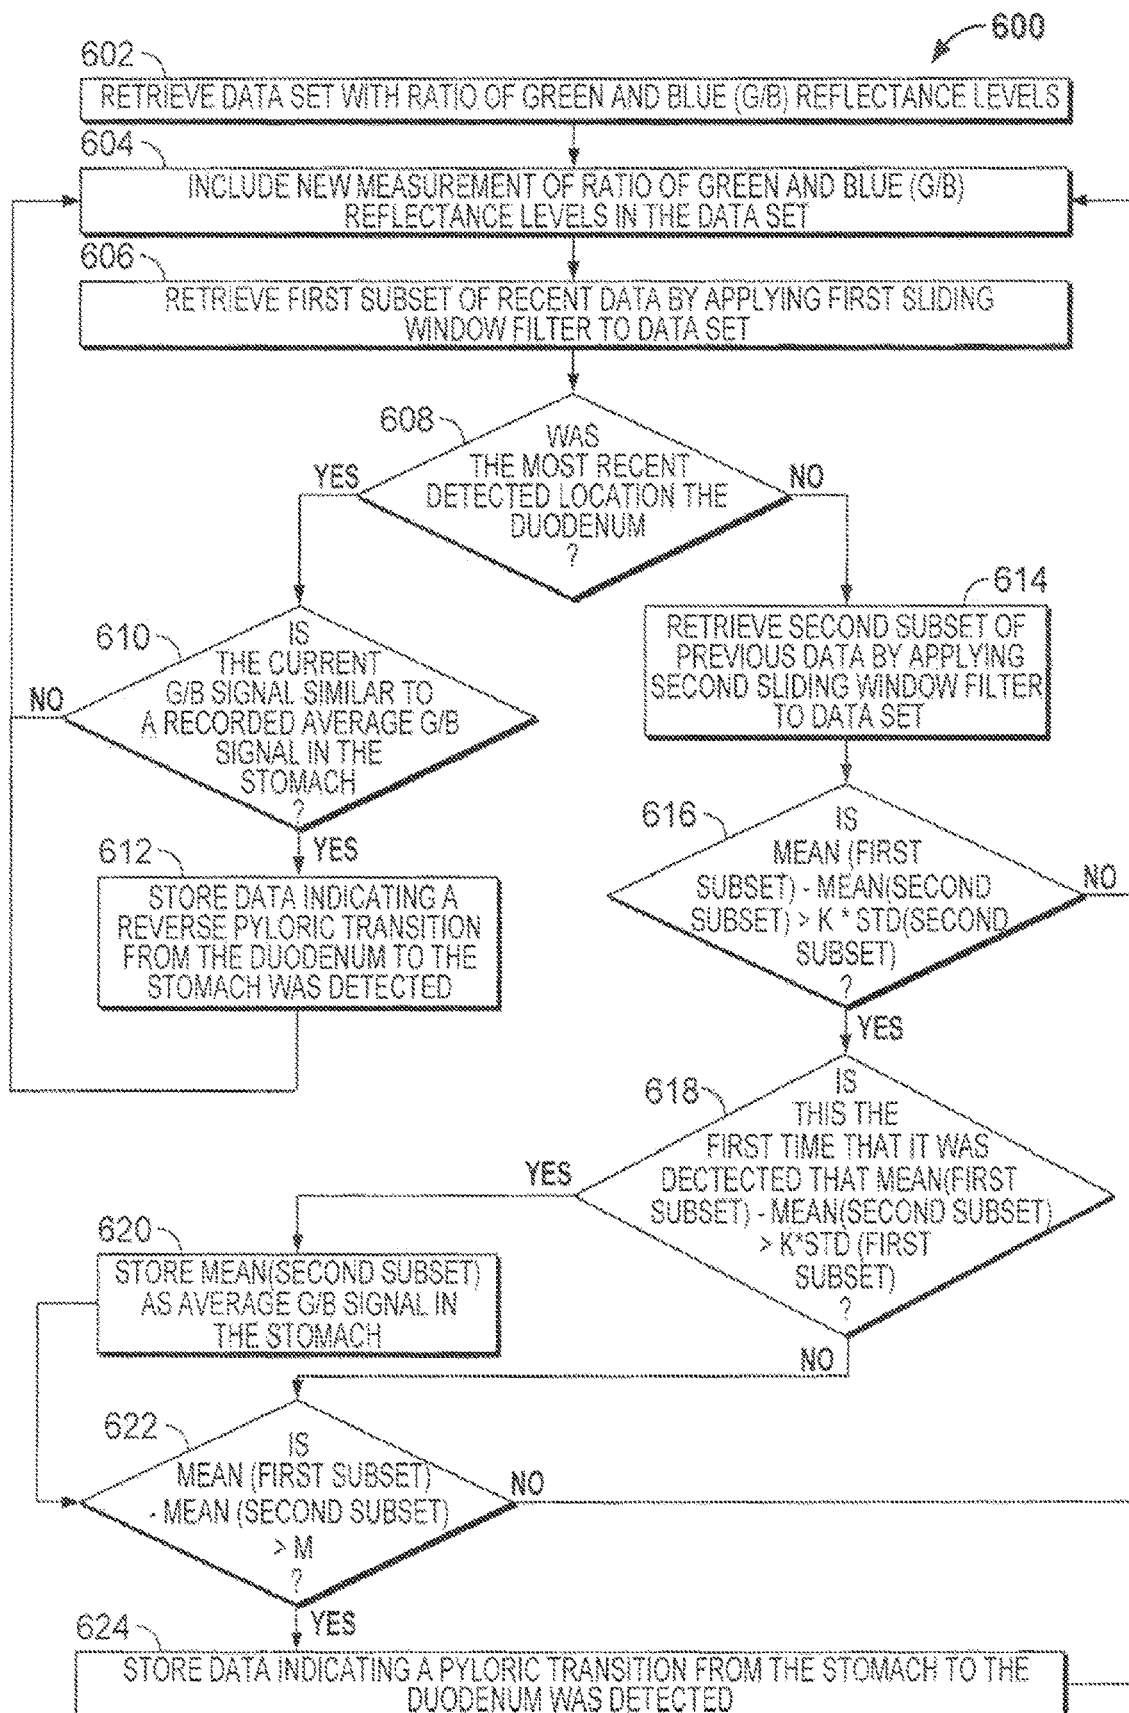 600
602
RETRIEVE DATA SET WITH RATIO OF GREEN AND BLUE (G/B) REFLECTANCE LEVELS
604
INCLUDE NEW MEASUREMENT OF RATIO OF GREEN AND BLUE (G/B)
REFLECTANCE LEVELS IN THE DATA SET
606
RETRIEVE FIRST SUBSET OF RECENT DATA BY APPLYING FIRST SLIDING
WINDOW FILTER TO DATA SET
608
WAS
THE MOST RECENT
DETECTED LOCATION THE
DUODENUM
?
YES
NO
610
IS
THE CURRENT
G/B SIGNAL SIMILAR TO
A RECORDED AVERAGE G/B
SIGNAL IN THE
STOMACH
?
NO
YES
612
STORE DATA INDICATING A
REVERSE PYLORIC TRANSITION
FROM THE DUODENUM TO THE
STOMACH WAS DETECTED
614
RETRIEVE SECOND SUBSET OF
PREVIOUS DATA BY APPLYING
SECOND SLIDING WINDOW FILTER
TO DATA SET
616
IS
MEAN (FIRST
SUBSET) - MEAN(SECOND
SUBSET) > K * STD(SECOND
SUBSET)
?
NO
YES
618
IS
THIS THE
FIRST TIME THAT IT WAS
DECTECTED THAT MEAN(FIRST
SUBSET) - MEAN(SECOND SUBSET)
> K*STD (FIRST
SUBSET)
?
YES
NO
620
STORE MEAN(SECOND SUBSET)
AS AVERAGE G/B SIGNAL IN
THE STOMACH
622
IS
MEAN (FIRST SUBSET)
- MEAN (SECOND SUBSET)
> M
?
NO
YES
624
STORE DATA INDICATING A PYLORIC TRANSITION FROM THE STOMACH TO THE
DUODENUM WAS DETECTED